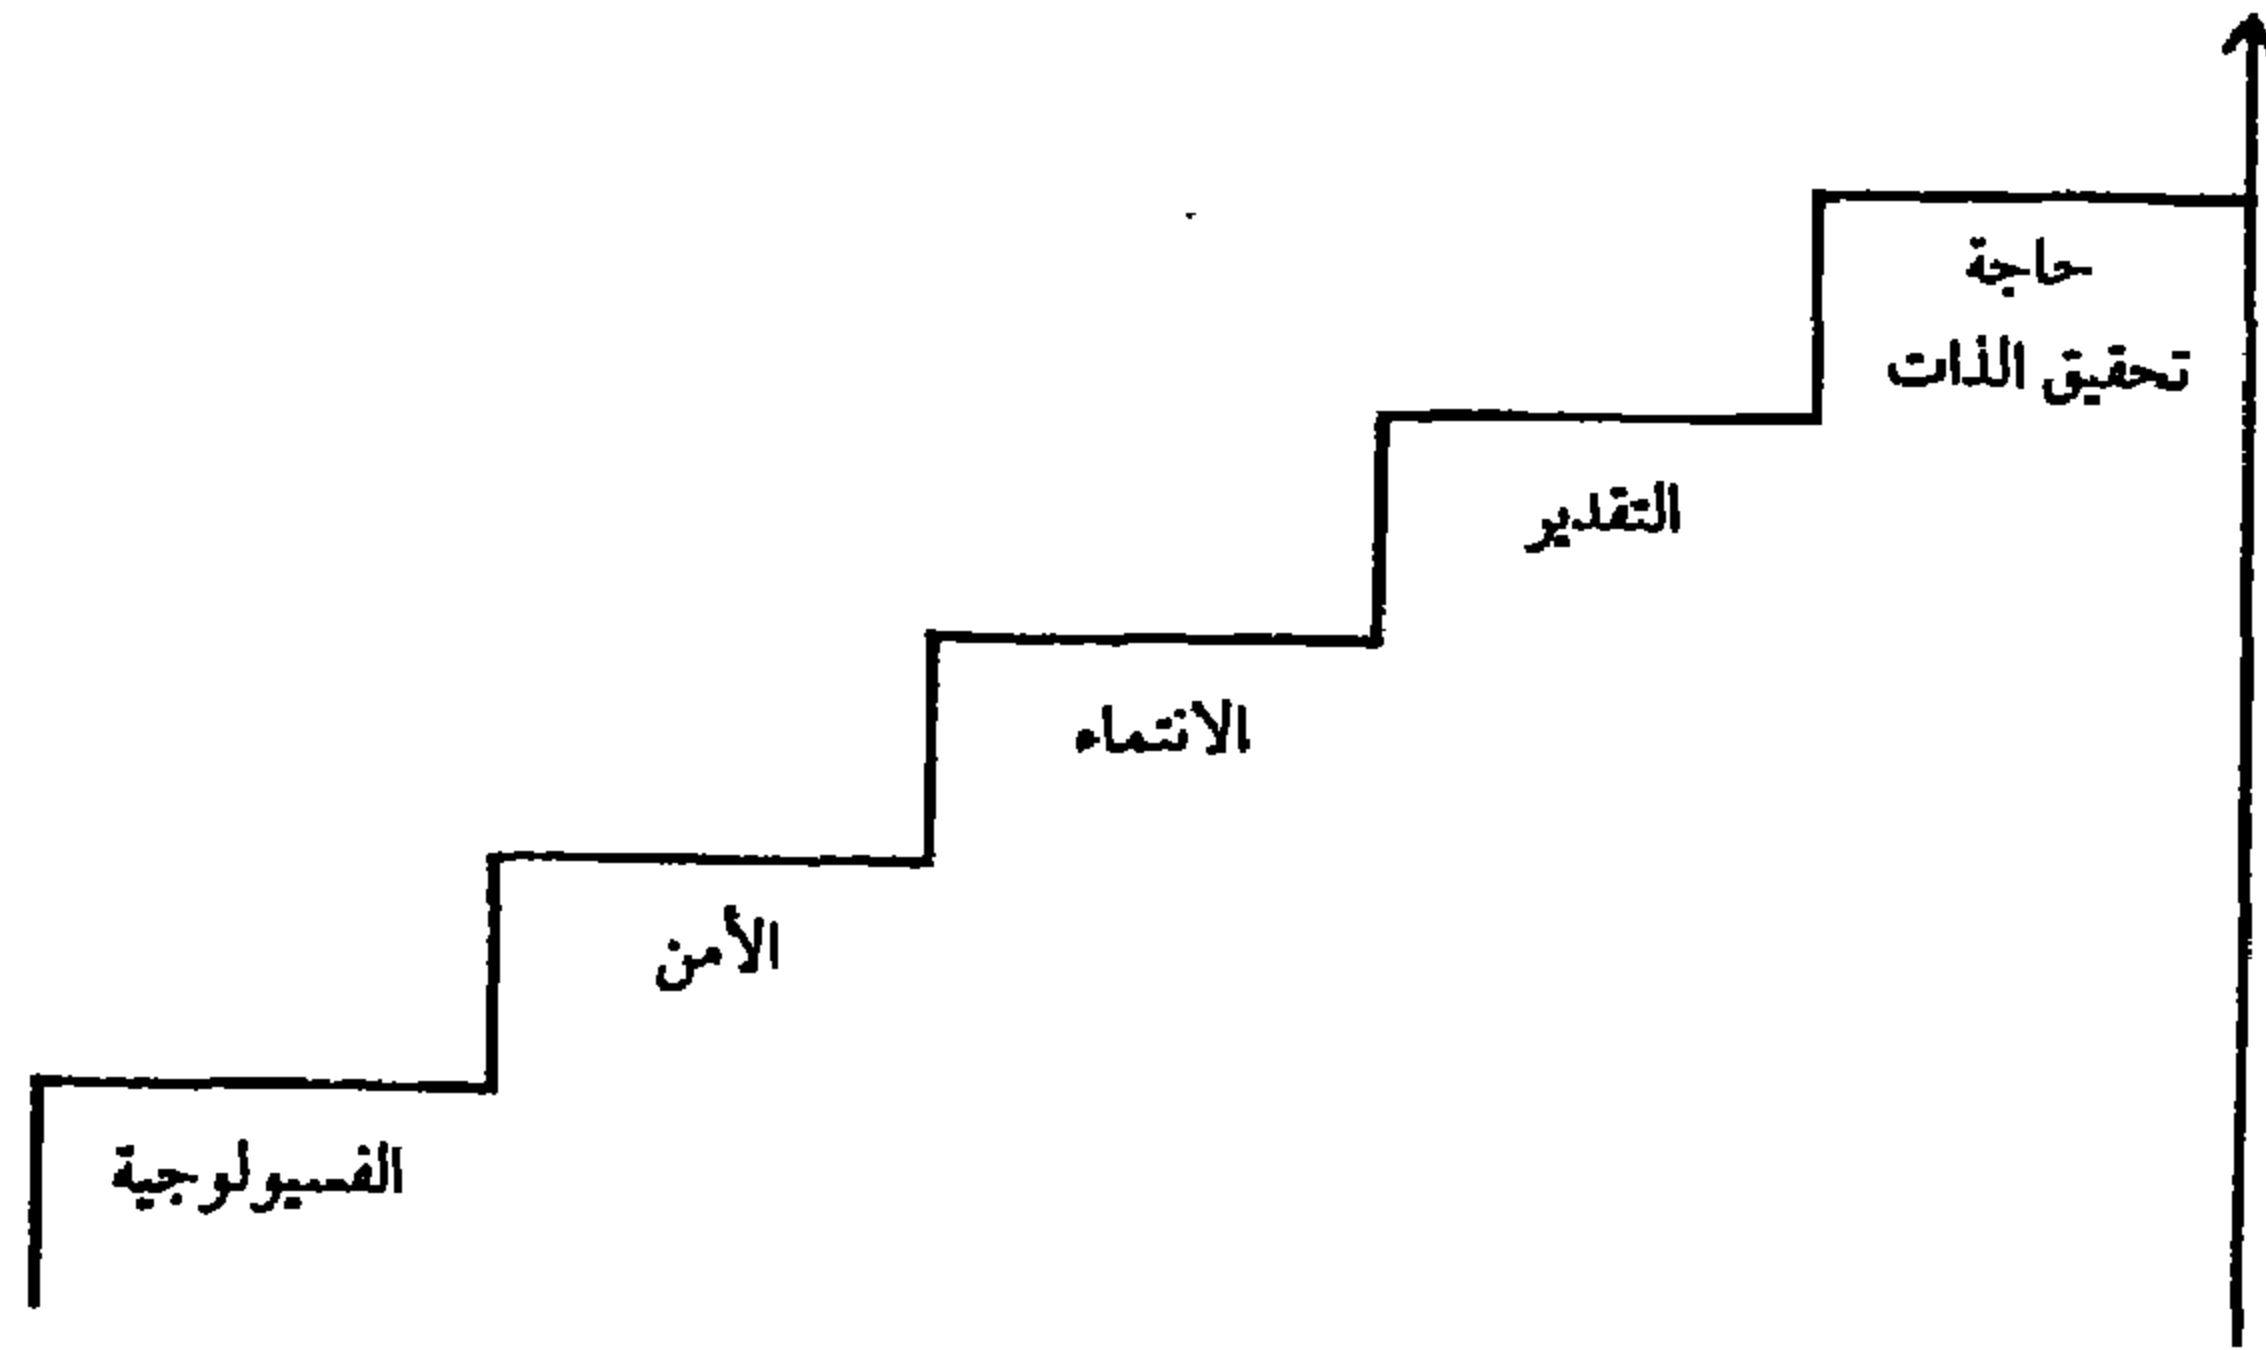 حاجة
تحقيق الذات
التقدير
الانتماء
الأمن
الفسيولوجية